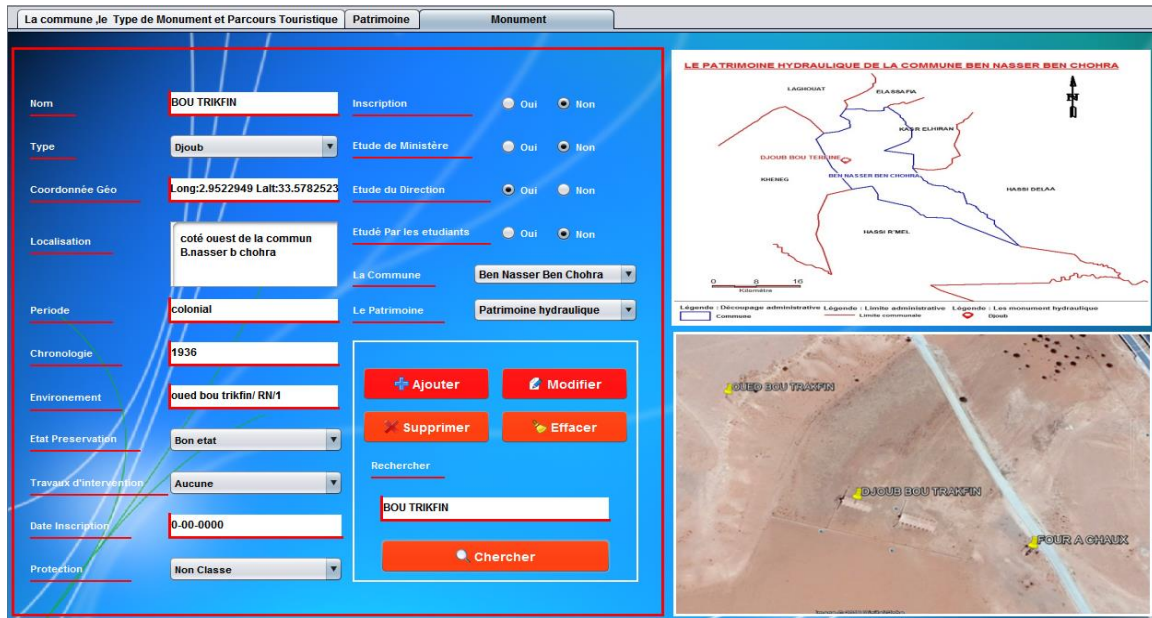 La commune ,le Type de Monument et Parcours Touristique
Patrimoine
Monument
Nom
BOU TRIKFIN
Type
Djoub
Coordonnée Géo
Long:2.9522949 Lalt:33.5782523
Localisation
coté ouest de la commun
B.nasser b chohra
Periode
colonial
Chronologie
1936
Environement
oued bou trikfin/ RN/1
Etat Preservation
Bon etat
Travaux d'intervention
Aucune
Date Inscription
0-00-0000
Protection
Non Classe
Inscription
Oui
Non
Etude de Ministère
Oui
Non
Etude du Direction
Oui
Non
Etudè Par les etudiants
Oui
Non
La Commune
Ben Nasser Ben Chohra
Le Patrimoine
Patrimoine hydraulique
Ajouter
Modifier
Supprimer
Effacer
Rechercher
BOU TRIKFIN
Chercher
LE PATRIMOINE HYDRAULIQUE DE LA COMMUNE BEN NASSER BEN CHOHRA
LAGHOUAT
EL ASSAFIA
N
KASR ELHIRAN
DJOUB BOU
KHENEG
BEN NASSER BEN CHOHRA
HASSI DELAA
HASSI R'MEL
0 8 16
Kilomètre
Légende : Découpage administrative
Commune
Légende : Limite administrative
Limite communale
Légende : Les monument hydraulique
Djoub
OUED BOU TRAKFIN
DJOUB BOU TRAKFIN
FOUR A CHAUX